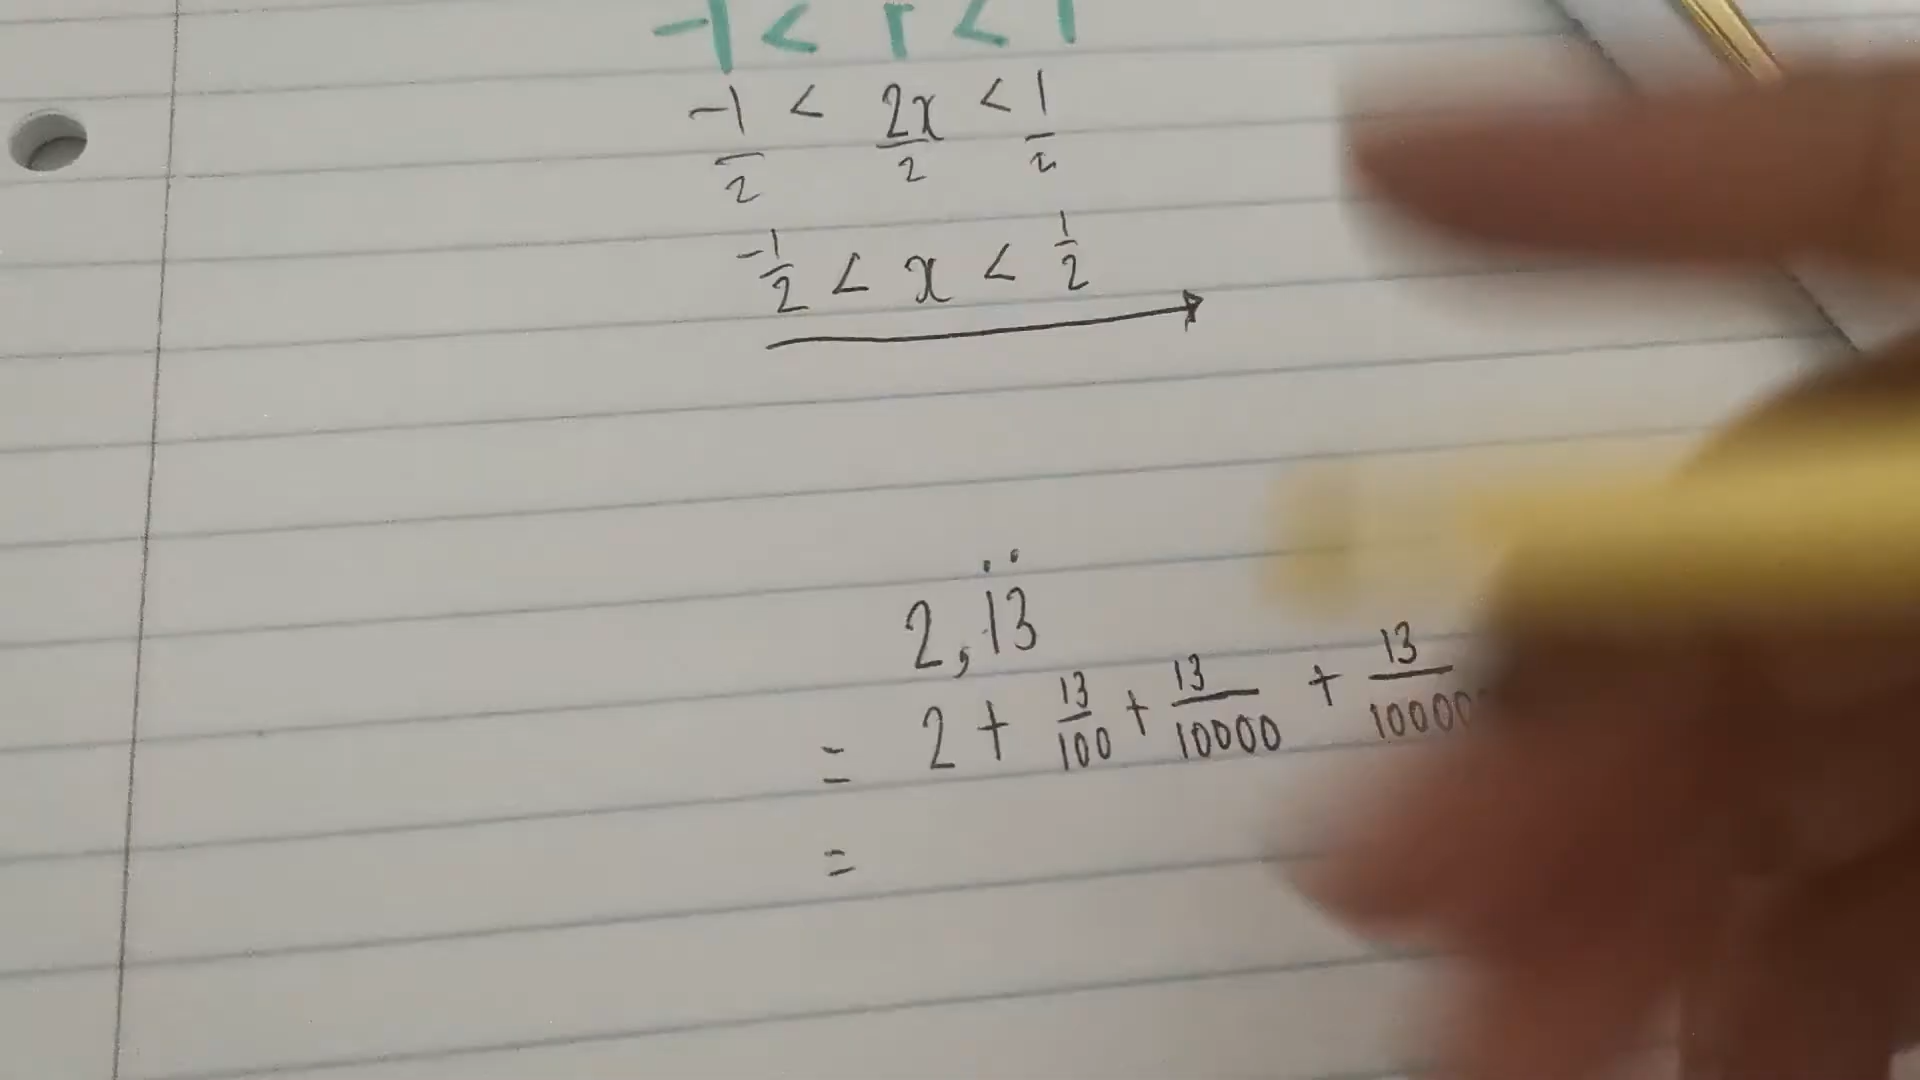 -1 < r < 1
-1/2 < 2x/2 < 1/2
-1/2 < x < 1/2
2,1̇3̇
= 2 + 13/100 + 13/10000 + 13/10000
=